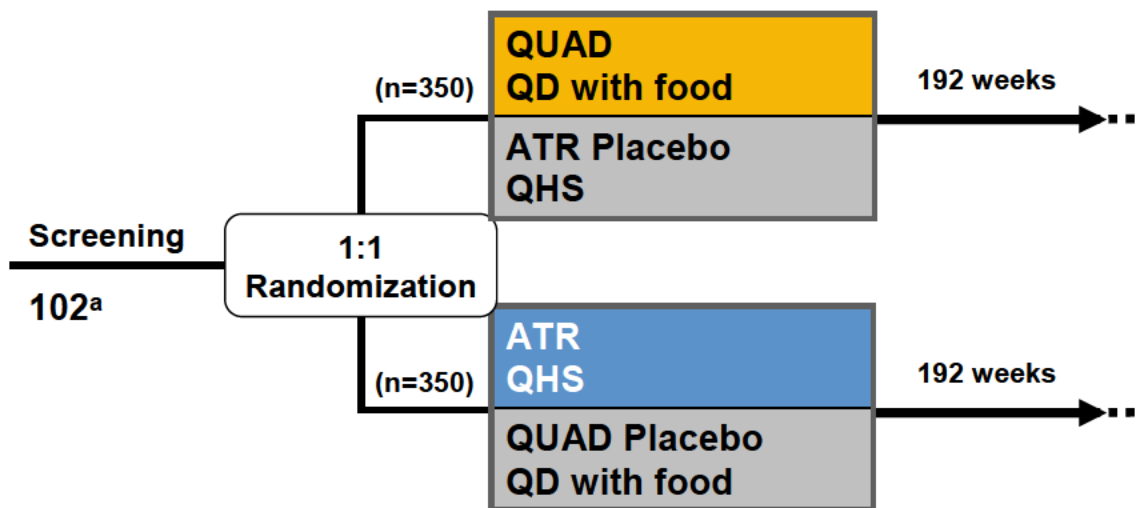 Screening
102ª
1:1
Randomization
(n=350)
QUAD
QD with food
ATR Placebo
QHS
192 weeks
(n=350)
ATR
QHS
QUAD Placebo
QD with food
192 weeks